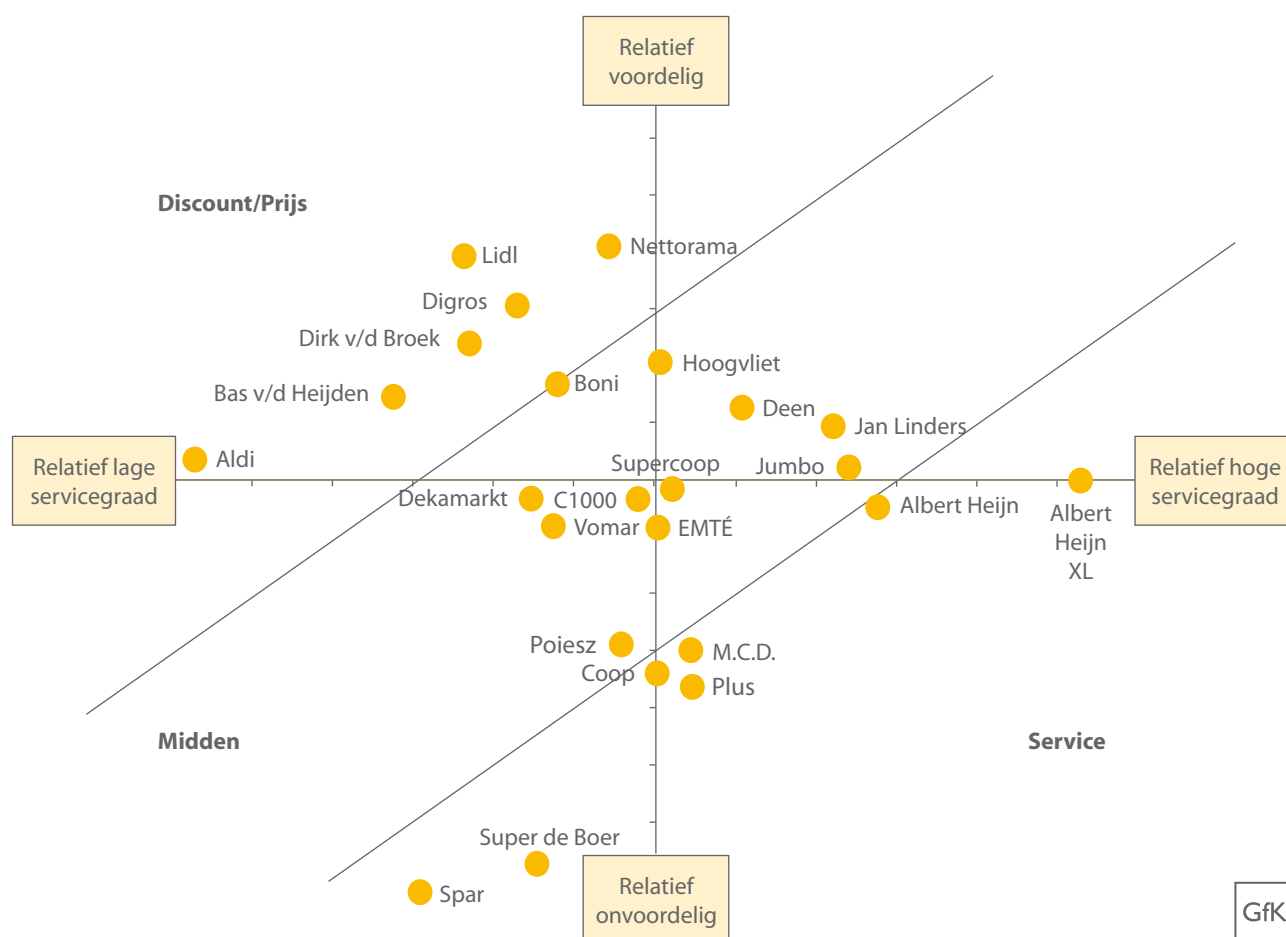 Relatief
voordelig
Discount/Prijs
Nettorama
Lidl
Digros
Dirk v/d Broek
Hoogvliet
Boni
Bas v/d Heijden
Deen
Jan Linders
Relatief lage
servicegraad
Aldi
Supercoop
Jumbo
Relatief hoge
servicegraad
Dekamarkt
C1000
Albert Heijn
Albert
Heijn
XL
Vomar
EMTÉ
Poiesz
M.C.D.
Coop
Plus
Midden
Service
Super de Boer
Spar
Relatief
onvoordelig
GfK